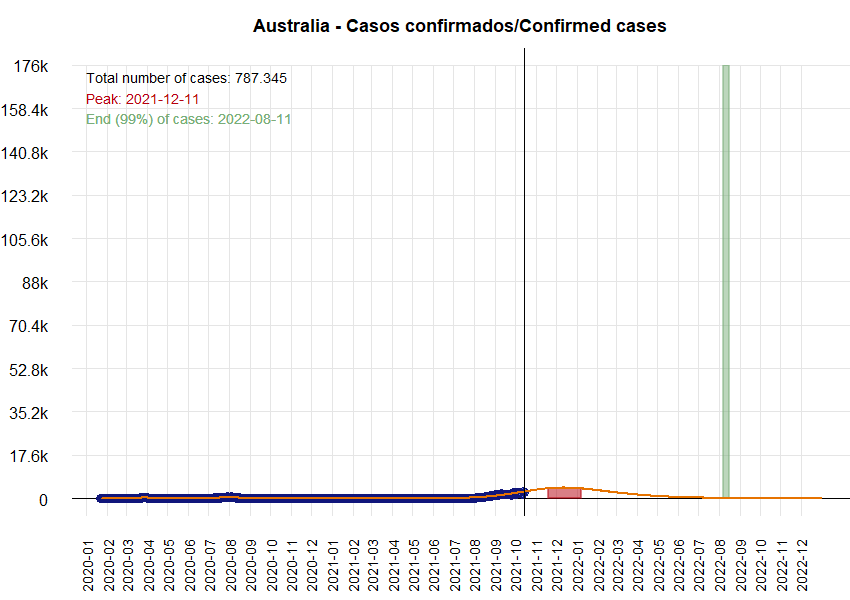 Australia - Casos confirmados/Confirmed cases
Total number of cases: 787.345
Peak: 2021-12-11
End (99%) of cases: 2022-08-11
176k
158.4k
140.8k
123.2k
105.6k
88k
70.4k
52.8k
35.2k
17.6k
0
2020-01
2020-02
2020-03
2020-04
2020-05
2020-06
2020-07
2020-08
2020-09
2020-10
2020-11
2020-12
2021-01
2021-02
2021-03
2021-04
2021-05
2021-06
2021-07
2021-08
2021-09
2021-10
2021-11
2021-12
2022-01
2022-02
2022-03
2022-04
2022-05
2022-06
2022-07
2022-08
2022-09
2022-10
2022-11
2022-12